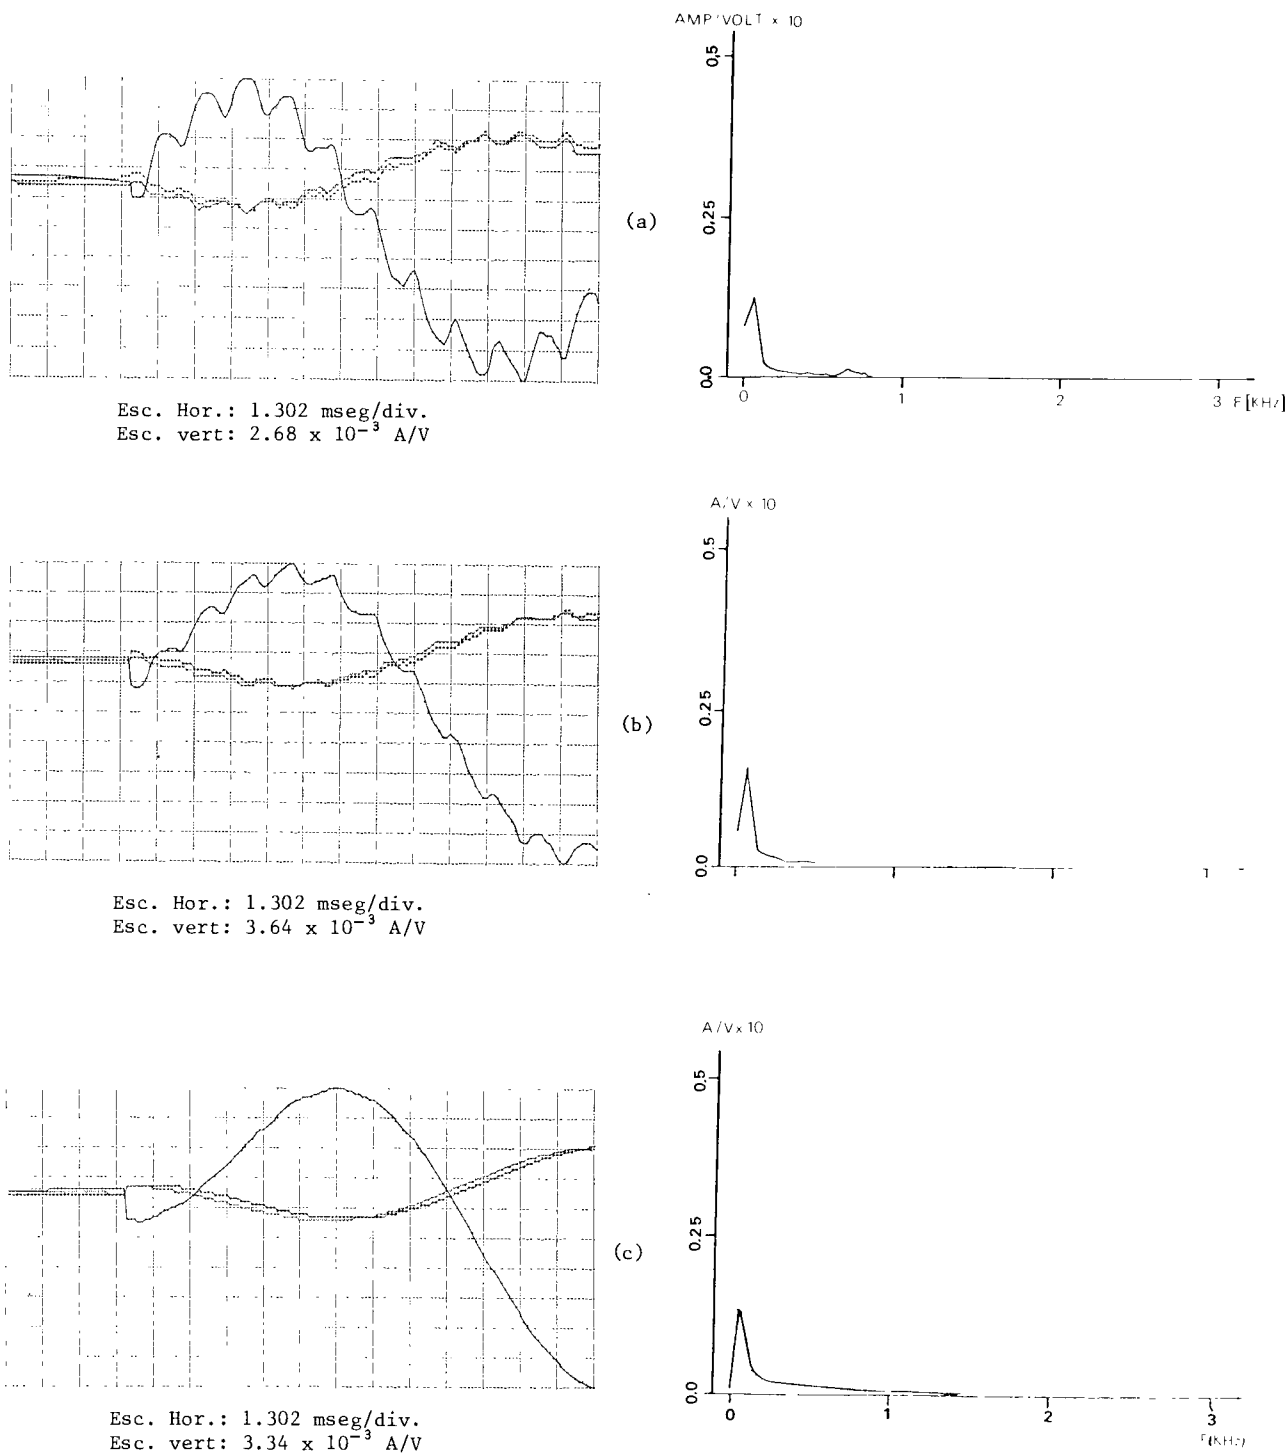 AMP/VOLT x 10
0,5
0.25
0.0
0 1 2 3 F[KHz]
(a)
Esc. Hor.: 1.302 mseg/div.
Esc. vert: 2.68 x 10⁻³ A/V
A/V x 10
0,5
0.25
0.0
(b)
Esc. Hor.: 1.302 mseg/div.
Esc. vert: 3.64 x 10⁻³ A/V
A/V x 10
0,5
0.25
0.0
0 1 2 3
F(KHz)
(c)
Esc. Hor.: 1.302 mseg/div.
Esc. vert: 3.34 x 10⁻³ A/V